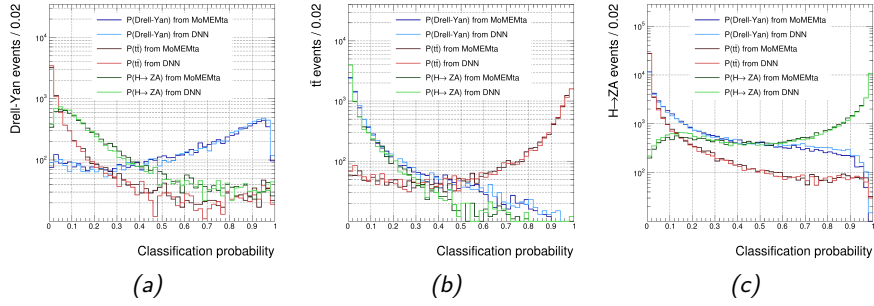 Drell-Yan events / 0.02
10⁴
10³
10²
P(Drell-Yan) from MoMEMta
P(Drell-Yan) from DNN
P(tt̄) from MoMEMta
P(tt̄) from DNN
P(H→ ZA) from MoMEMta
P(H→ ZA) from DNN
0 0.1 0.2 0.3 0.4 0.5 0.6 0.7 0.8 0.9 1
Classification probability
(a)
tt̄ events / 0.02
10⁴
10³
10²
P(Drell-Yan) from MoMEMta
P(Drell-Yan) from DNN
P(tt̄) from MoMEMta
P(tt̄) from DNN
P(H→ ZA) from MoMEMta
P(H→ ZA) from DNN
0 0.1 0.2 0.3 0.4 0.5 0.6 0.7 0.8 0.9 1
Classification probability
(b)
H→ZA events / 0.02
10⁵
10⁴
10³
10²
P(Drell-Yan) from MoMEMta
P(Drell-Yan) from DNN
P(tt̄) from MoMEMta
P(tt̄) from DNN
P(H→ ZA) from MoMEMta
P(H→ ZA) from DNN
0 0.1 0.2 0.3 0.4 0.5 0.6 0.7 0.8 0.9 1
Classification probability
(c)